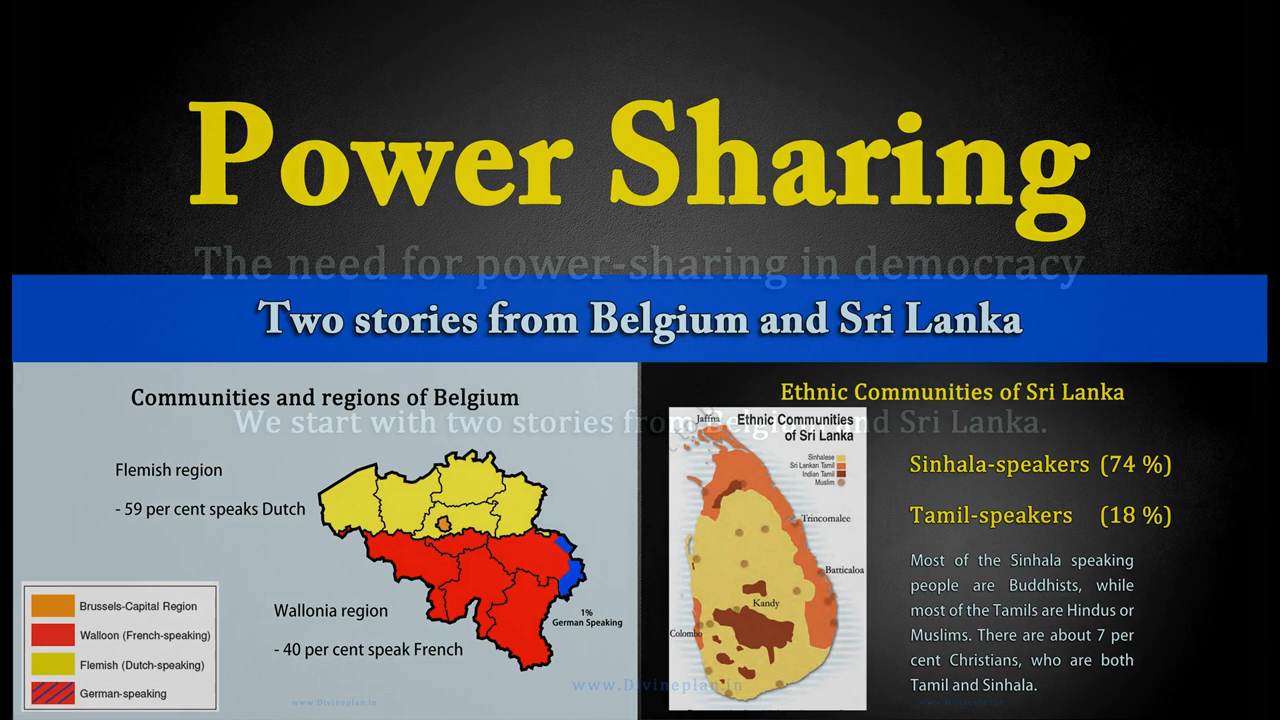 Power Sharing
The need for power-sharing in democracy
Two stories from Belgium and Sri Lanka
Communities and regions of Belgium
We start with two stories from Belgium and Sri Lanka.
Flemish region
- 59 per cent speaks Dutch
Brussels-Capital Region
Walloon (French-speaking)
Flemish (Dutch-speaking)
German-speaking
Wallonia region
- 40 per cent speak French
1%
German Speaking
www.Divineplan.in
Ethnic Communities of Sri Lanka
Jaffna
Ethnic Communities
of Sri Lanka
Sinhalese
Sri Lankan Tamil
Indian Tamil
Muslim
Trincomalee
Batticaloa
Kandy
Colombo
Sinhala-speakers (74 %)
Tamil-speakers (18 %)
Most of the Sinhala speaking
people are Buddhists, while
most of the Tamils are Hindus or
Muslims. There are about 7 per
cent Christians, who are both
Tamil and Sinhala.
www.Divineplan.in
www.Divineplan.in